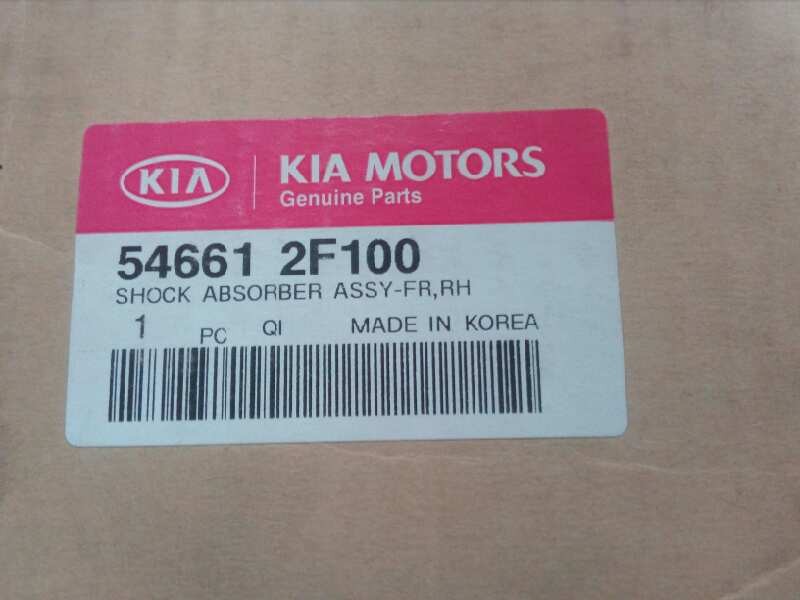 KIA
KIA MOTORS
Genuine Parts
54661 2F100
SHOCK ABSORBER ASSY-FR,RH
1 PC QI MADE IN KOREA